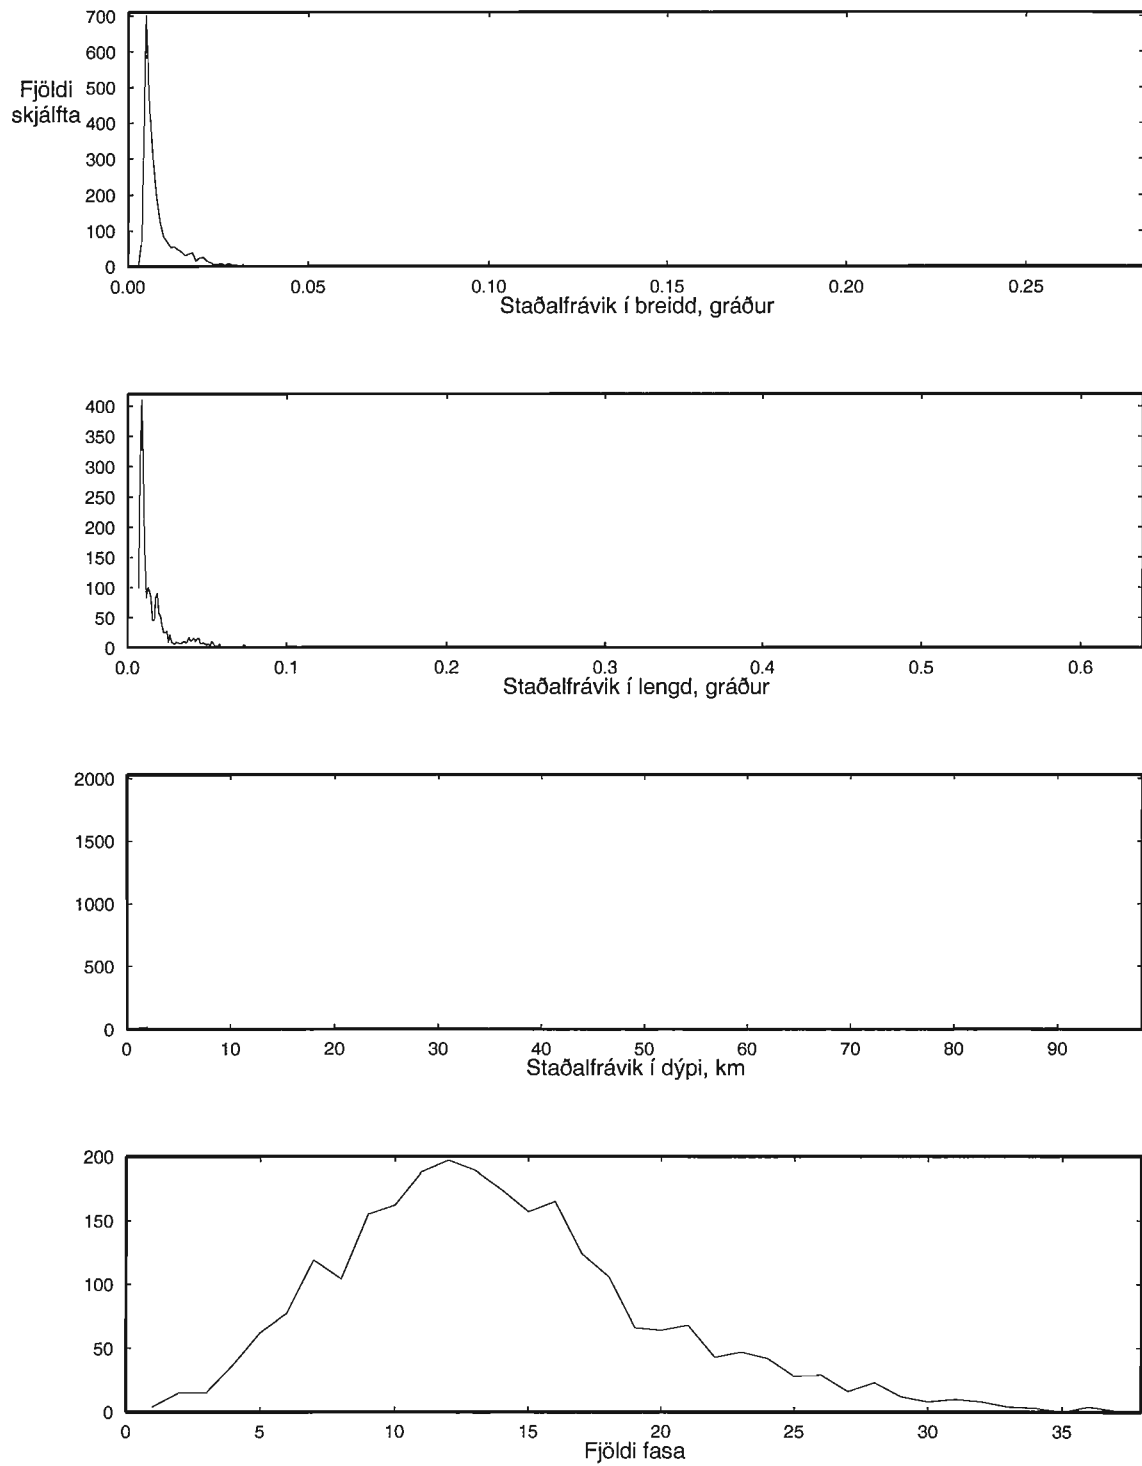 700
600
500
400
300
200
100
0
Fjöldi
skjálfta
0.00 0.05 0.10 0.15 0.20 0.25
Staðalfrávik í breidd, gráður
400
350
300
250
200
150
100
50
0
0.0 0.1 0.2 0.3 0.4 0.5 0.6
Staðalfrávik í lengd, gráður
2000
1500
1000
500
0
0 10 20 30 40 50 60 70 80 90
Staðalfrávik í dýpi, km
200
150
100
50
0
0 5 10 15 20 25 30 35
Fjöldi fasa